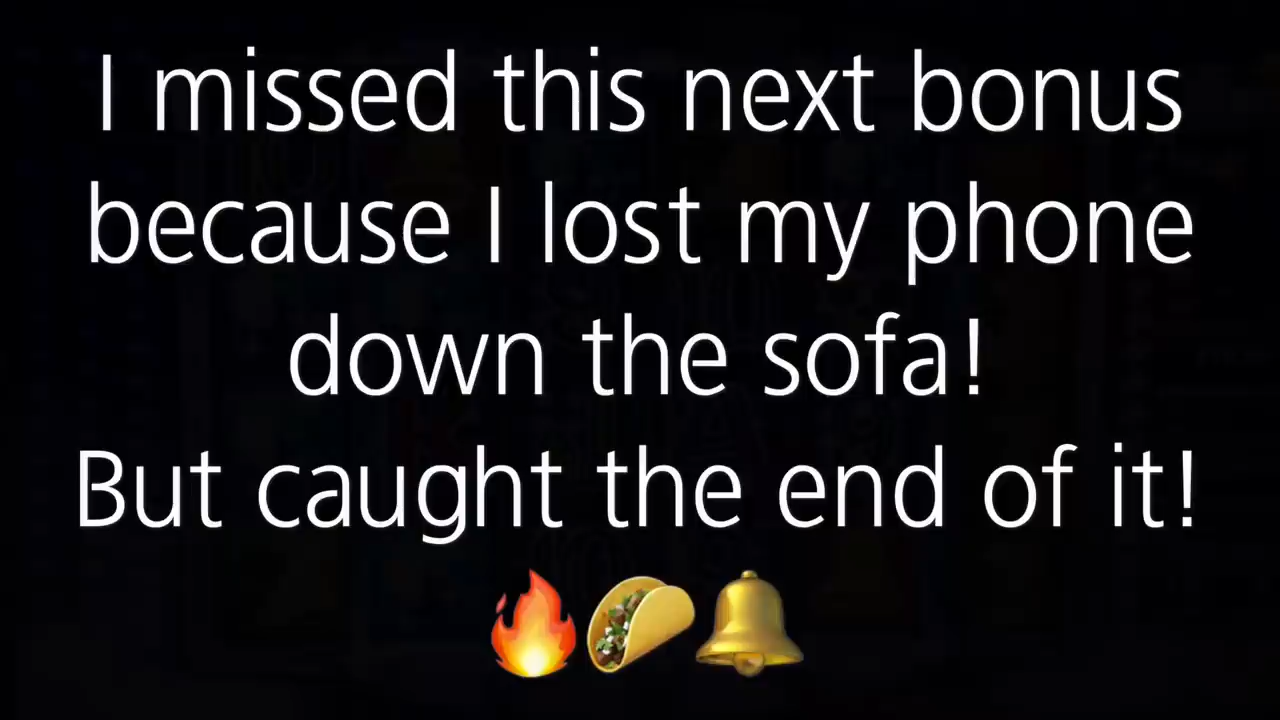 I missed this next bonus
because I lost my phone
down the sofa!
But caught the end of it!
🔥🌮🔔